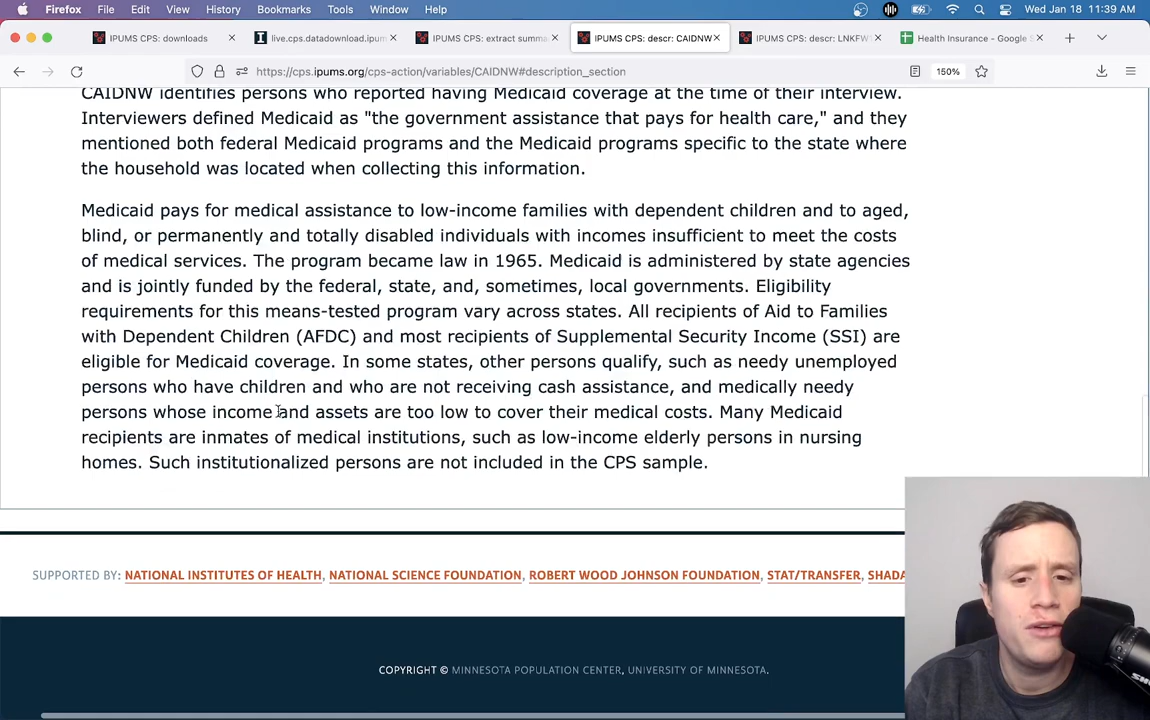 Firefox File Edit View History Bookmarks Tools Window Help Wed Jan 18 11:39 AM
IPUMS CPS: downloads
live.cps.datadownload.ipum
IPUMS CPS: extract summa
IPUMS CPS: descr: CAIDNW
IPUMS CPS: descr: LNKFW
Health Insurance - Google S
https://cps.ipums.org/cps-action/variables/CAIDNW#description_section 150%
CAIDNW identifies persons who reported having Medicaid coverage at the time of their interview.
Interviewers defined Medicaid as "the government assistance that pays for health care," and they
mentioned both federal Medicaid programs and the Medicaid programs specific to the state where
the household was located when collecting this information.
Medicaid pays for medical assistance to low-income families with dependent children and to aged,
blind, or permanently and totally disabled individuals with incomes insufficient to meet the costs
of medical services. The program became law in 1965. Medicaid is administered by state agencies
and is jointly funded by the federal, state, and, sometimes, local governments. Eligibility
requirements for this means-tested program vary across states. All recipients of Aid to Families
with Dependent Children (AFDC) and most recipients of Supplemental Security Income (SSI) are
eligible for Medicaid coverage. In some states, other persons qualify, such as needy unemployed
persons who have children and who are not receiving cash assistance, and medically needy
persons whose income and assets are too low to cover their medical costs. Many Medicaid
recipients are inmates of medical institutions, such as low-income elderly persons in nursing
homes. Such institutionalized persons are not included in the CPS sample.
SUPPORTED BY: NATIONAL INSTITUTES OF HEALTH, NATIONAL SCIENCE FOUNDATION, ROBERT WOOD JOHNSON FOUNDATION, STAT/TRANSFER, SHADA
COPYRIGHT © MINNESOTA POPULATION CENTER, UNIVERSITY OF MINNESOTA.